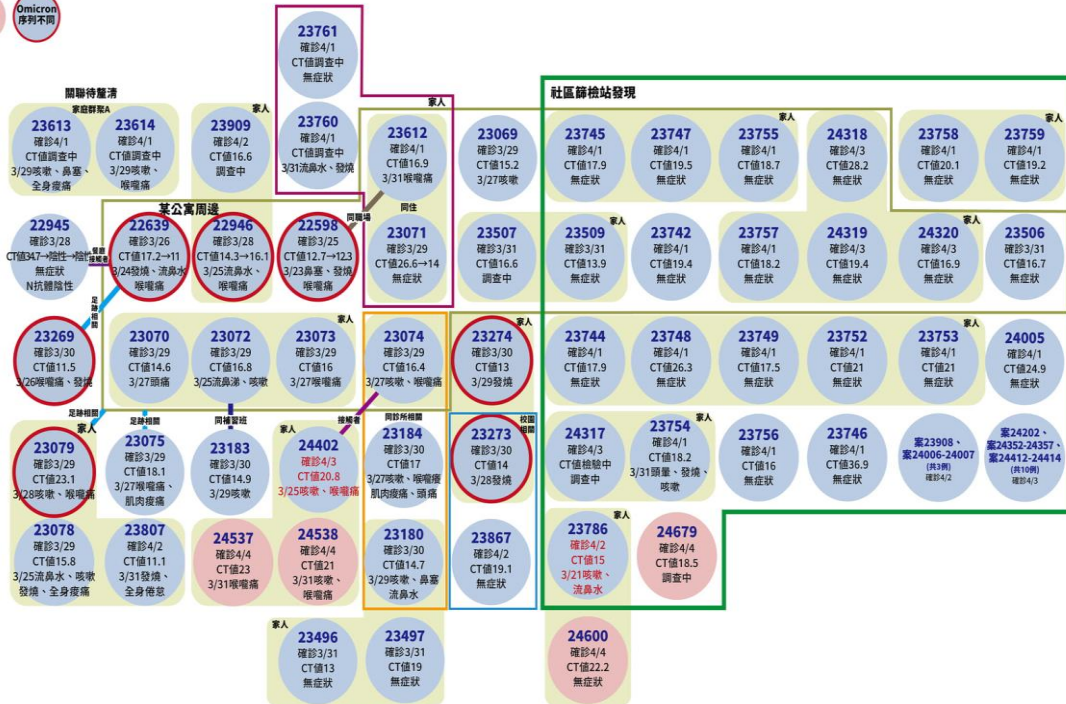 Omicron
序列不同
關聯待釐清
家庭群聚A
23613
確診4/1
CT值調查中
3/29咳嗽、鼻塞、
全身痠痛
23614
確診4/1
CT值調查中
3/29咳嗽、
喉嚨痛
家人
23909
確診4/2
CT值16.6
調查中
23761
確診4/1
CT值調查中
無症狀
23760
確診4/1
CT值調查中
3/31流鼻水、發燒
家人
23612
確診4/1
CT值16.9
3/31喉嚨痛
同住
23071
確診3/29
CT值26.6→14
無症狀
23069
確診3/29
CT值15.2
3/27咳嗽
社區篩檢站發現
23745
確診4/1
CT值17.9
無症狀
23747
確診4/1
CT值19.5
無症狀
家人
23755
確診4/1
CT值18.7
無症狀
24318
確診4/3
CT值28.2
無症狀
23758
確診4/1
CT值20.1
無症狀
家人
23759
確診4/1
CT值19.2
無症狀
22945
確診3/28
CT值34.7→陰性→陰性
無症狀
N抗體陰性
餐廳
接觸者
某公寓周邊
22639
確診3/26
CT值17.2→11
3/24發燒、流鼻水
喉嚨痛
22946
確診3/28
CT值14.3→16.1
3/25流鼻水、
喉嚨痛
22598
確診3/25
CT值12.7→12.3
3/23鼻塞、發燒
喉嚨痛
同職場
23507
確診3/31
CT值16.6
調查中
家人
23509
確診3/31
CT值13.9
無症狀
23742
確診4/1
CT值19.4
無症狀
23757
確診4/1
CT值18.2
無症狀
24319
確診4/3
CT值19.4
無症狀
家人
24320
確診4/3
CT值16.9
無症狀
23506
確診3/31
CT值16.7
無症狀
足跡相關
23269
確診3/30
CT值11.5
3/26喉嚨痛、發燒
23070
確診3/29
CT值14.6
3/27頭痛
23072
確診3/29
CT值16.8
3/25流鼻涕、咳嗽
家人
23073
確診3/29
CT值16
3/27喉嚨痛
23074
確診3/29
CT值16.4
3/27咳嗽、喉嚨痛
家人
23274
確診3/30
CT值13
3/29發燒
23744
確診4/1
CT值17.9
無症狀
23748
確診4/1
CT值26.3
無症狀
23749
確診4/1
CT值17.5
無症狀
23752
確診4/1
CT值21
無症狀
家人
23753
確診4/1
CT值21
無症狀
24005
確診4/1
CT值24.9
無症狀
足跡相關
家人
23079
確診3/29
CT值23.1
3/28咳嗽、喉嚨痛
足跡相關
23075
確診3/29
CT值18.1
3/27喉嚨痛、
肌肉痠痛
同補習班
23183
確診3/30
CT值14.9
3/29咳嗽
家人
接觸者
24402
確診4/3
CT值20.8
3/25咳嗽、喉嚨痛
同診所相關
23184
確診3/30
CT值17
3/27咳嗽、喉嚨癢
肌肉痠痛、頭痛
校園
相關
23273
確診3/30
CT值14
3/28發燒
24317
確診4/3
CT值檢驗中
調查中
家人
23754
確診4/1
CT值18.2
3/31頭暈、發燒、
咳嗽
23756
確診4/1
CT值16
無症狀
23746
確診4/1
CT值36.9
無症狀
案23908、
案24006-24007
(共3例)
確診4/2
案24202、
案24352-24357、
案24412-24414
(共10例)
確診4/3
23078
確診3/29
CT值15.8
3/25流鼻水、咳嗽
發燒、全身痠痛
23807
確診4/2
CT值11.1
3/31發燒、
全身倦怠
24537
確診4/4
CT值23
3/31喉嚨痛
24538
確診4/4
CT值21
3/31咳嗽、
喉嚨痛
23180
確診3/30
CT值14.7
3/29咳嗽、鼻塞
流鼻水
23867
確診4/2
CT值19.1
無症狀
家人
23786
確診4/2
CT值15
3/21咳嗽、
流鼻水
24679
確診4/4
CT值18.5
調查中
家人
23496
確診3/31
CT值13
無症狀
23497
確診3/31
CT值19
無症狀
24600
確診4/4
CT值22.2
無症狀